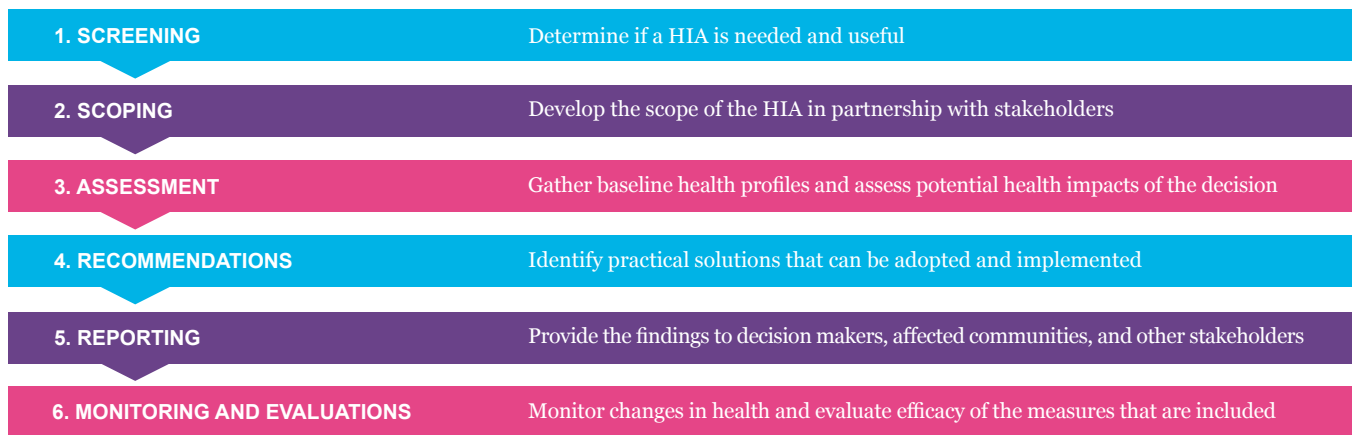 1. SCREENING Determine if a HIA is needed and useful
2. SCOPING Develop the scope of the HIA in partnership with stakeholders
3. ASSESSMENT Gather baseline health profiles and assess potential health impacts of the decision
4. RECOMMENDATIONS Identify practical solutions that can be adopted and implemented
5. REPORTING Provide the findings to decision makers, affected communities, and other stakeholders
6. MONITORING AND EVALUATIONS Monitor changes in health and evaluate efficacy of the measures that are included